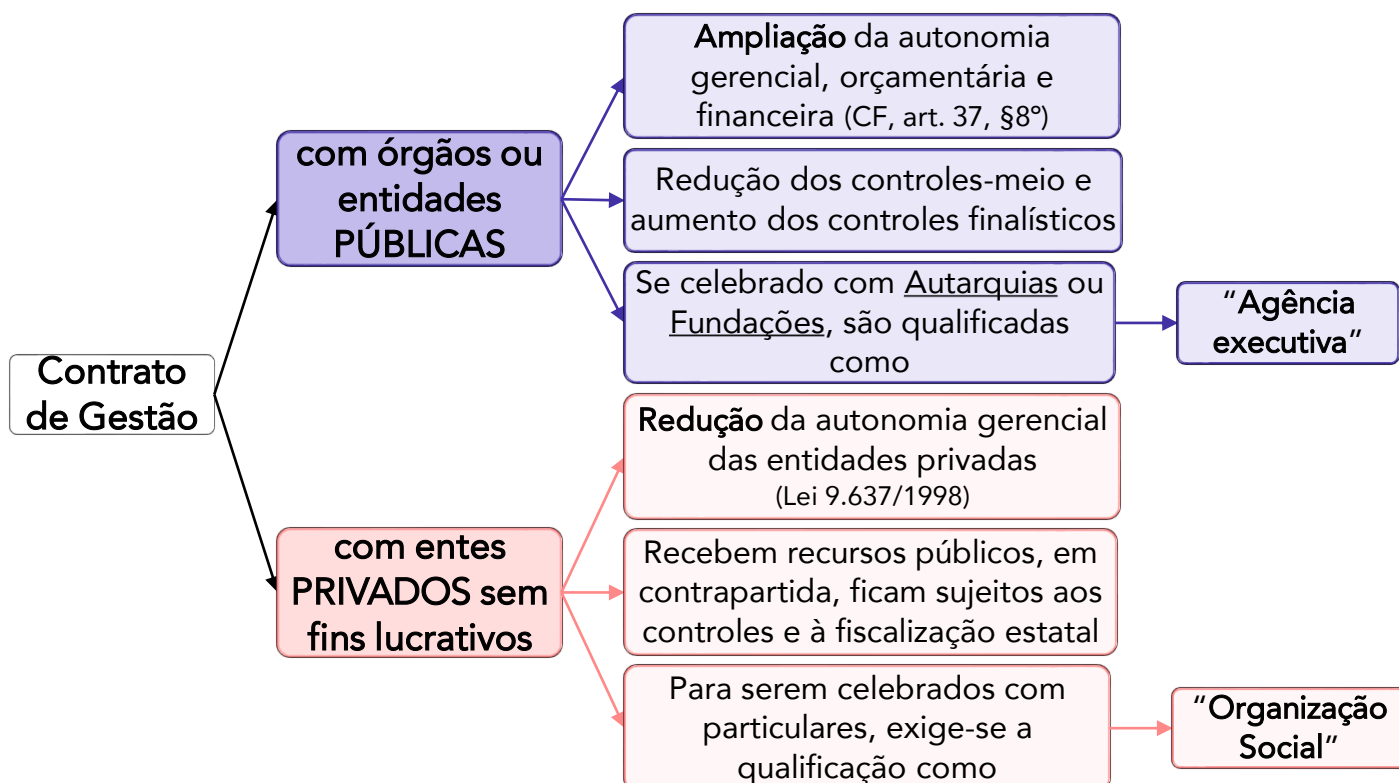 Contrato
de Gestão
com órgãos ou
entidades
PÚBLICAS
Ampliação da autonomia
gerencial, orçamentária e
financeira (CF, art. 37, §8º)
Redução dos controles-meio e
aumento dos controles finalísticos
Se celebrado com Autarquias ou
Fundações, são qualificadas
como
“Agência
executiva”
com entes
PRIVADOS sem
fins lucrativos
Redução da autonomia gerencial
das entidades privadas
(Lei 9.637/1998)
Recebem recursos públicos, em
contrapartida, ficam sujeitos aos
controles e à fiscalização estatal
Para serem celebrados com
particulares, exige-se a
qualificação como
“Organização
Social”